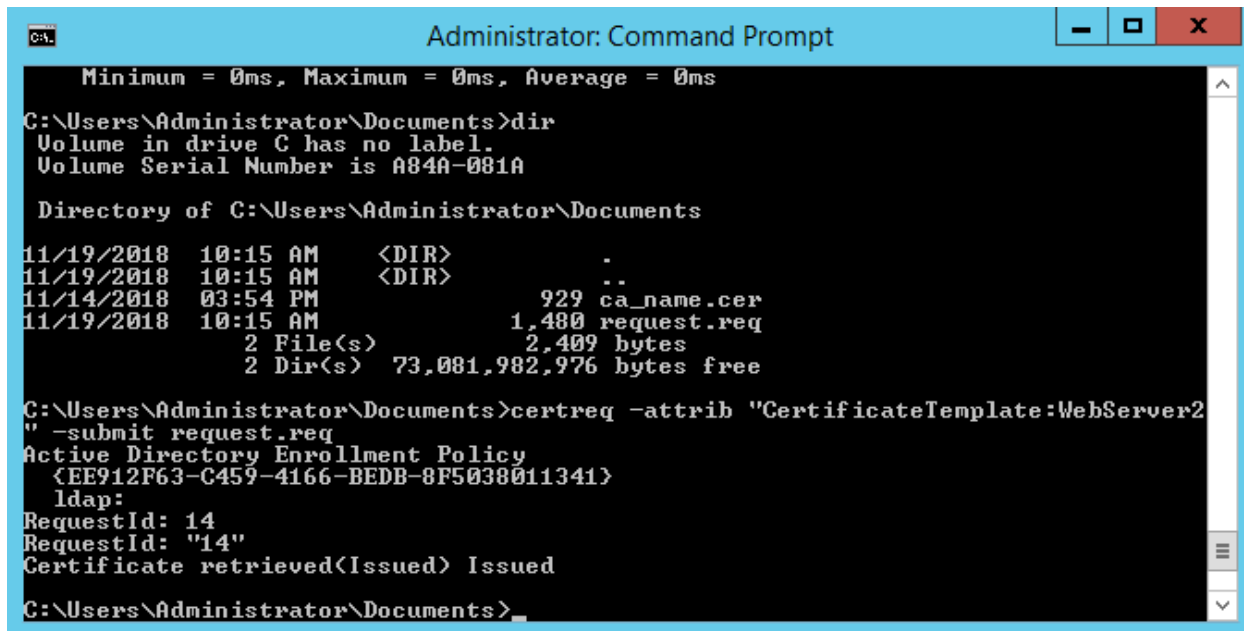 Administrator: Command Prompt
Minimum = 0ms, Maximum = 0ms, Average = 0ms
C:\Users\Administrator\Documents>dir
Volume in drive C has no label.
Volume Serial Number is A84A-081A
Directory of C:\Users\Administrator\Documents
11/19/2018  10:15 AM    <DIR>          .
11/19/2018  10:15 AM    <DIR>          ..
11/14/2018  03:54 PM               929 ca_name.cer
11/19/2018  10:15 AM             1,480 request.req
2 File(s)          2,409 bytes
2 Dir(s)  73,081,982,976 bytes free
C:\Users\Administrator\Documents>certreq -attrib "CertificateTemplate:WebServer2
" -submit request.req
Active Directory Enrollment Policy
{EE912F63-C459-4166-BEDB-8F5038011341}
ldap:
RequestId: 14
RequestId: "14"
Certificate retrieved(Issued) Issued
C:\Users\Administrator\Documents>_